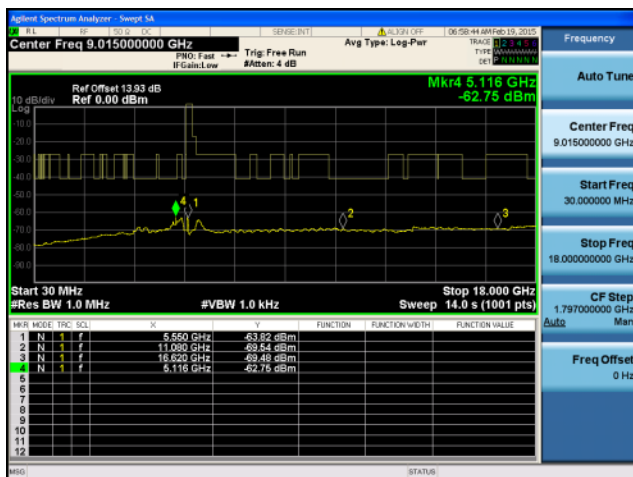 Agilent Spectrum Analyzer - Swept SA
RL RF 50 Ω DC SENSE:INT ALIGN OFF 06:58:44 AM Feb 19, 2015
Center Freq 9.015000000 GHz
PNO: Fast
IFGain:Low
Trig: Free Run
#Atten: 4 dB
Avg Type: Log-Pwr
TRACE 1 2 3 4 5 6
TYPE
DET P N N N N N
Frequency
Mkr4 5.116 GHz
-62.75 dBm
Ref Offset 13.93 dB
Ref 0.00 dBm
10 dB/div
Log
-10.0
-20.0
-30.0
-40.0
-50.0
-60.0
-70.0
-80.0
-90.0
4
1
2
3
Start 30 MHz
Stop 18.000 GHz
#Res BW 1.0 MHz
#VBW 1.0 kHz
Sweep 14.0 s (1001 pts)
MKR MODE TRC SCL X Y FUNCTION FUNCTION WIDTH FUNCTION VALUE
1 N 1 f 5.550 GHz -63.82 dBm
2 N 1 f 11.080 GHz -69.54 dBm
3 N 1 f 16.620 GHz -69.48 dBm
4 N 1 f 5.116 GHz -62.75 dBm
5
6
7
8
9
10
11
12
MSG
STATUS
Auto Tune
Center Freq
9.015000000 GHz
Start Freq
30.000000 MHz
Stop Freq
18.000000000 GHz
CF Step
1.797000000 GHz
Auto Man
Freq Offset
0 Hz